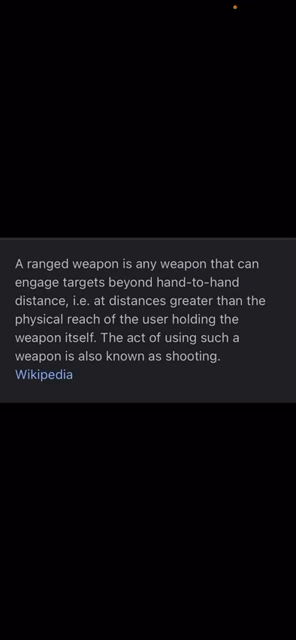 A ranged weapon is any weapon that can
engage targets beyond hand-to-hand
distance, i.e. at distances greater than the
physical reach of the user holding the
weapon itself. The act of using such a
weapon is also known as shooting.
Wikipedia